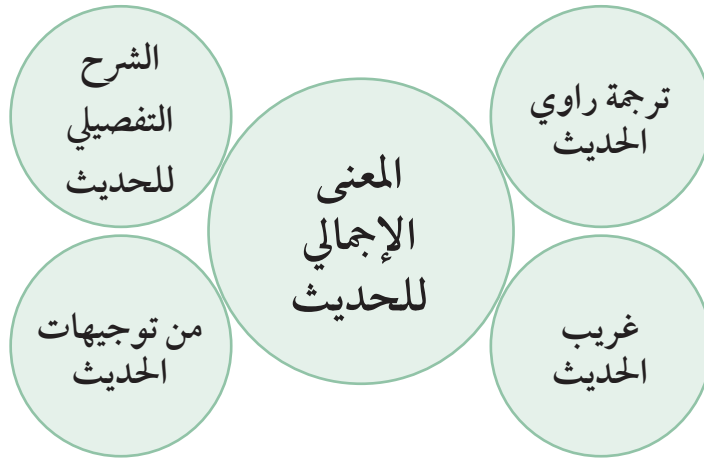 ترجمة راوي
الحديث
غريب
الحديث
المعنى
الإجمالي
للحديث
الشرح
التفصيلي
للحديث
من توجيهات
الحديث